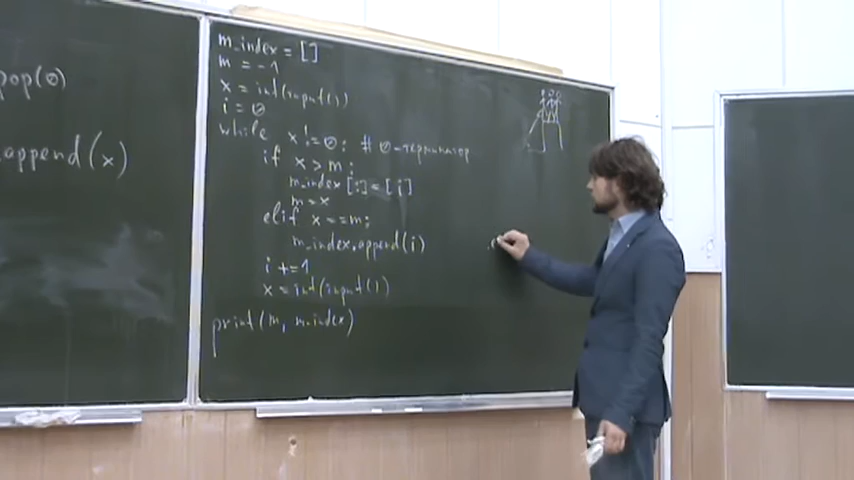 pop(0)
append(x)
m_index = []
m = -1
x = int(input())
i = 0
while x != 0: # 0-терминатор
if x > m:
m_index[:] = [i]
m = x
elif x == m:
m_index.append(i)
i += 1
x = int(input())
print(m, m_index)